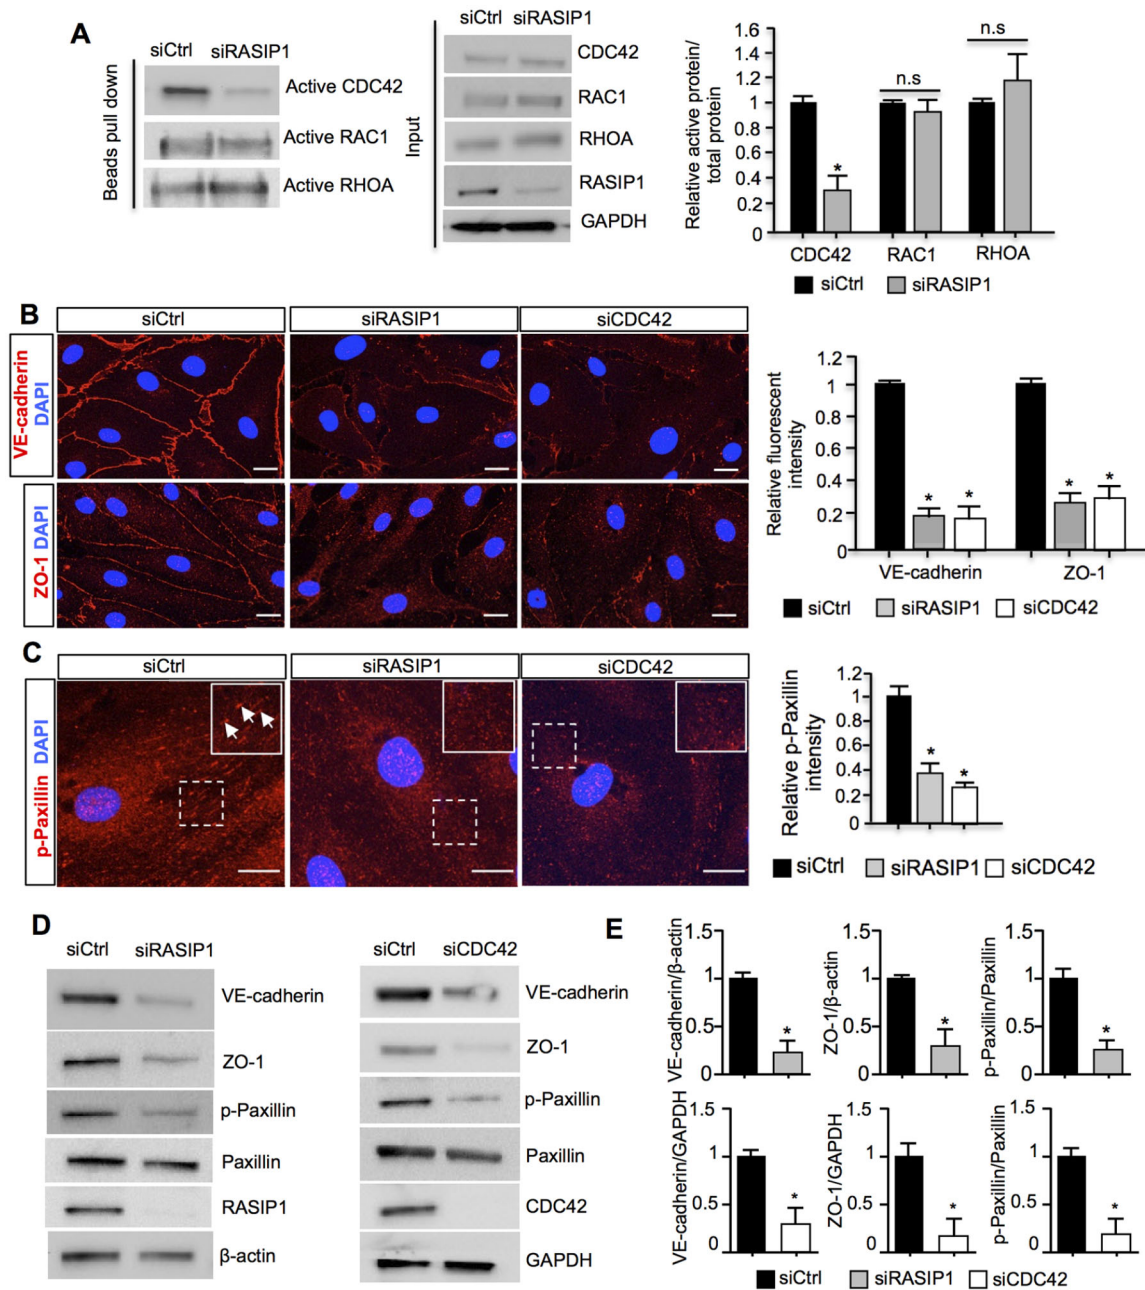 A
siCtrl siRASIP1
Beads pull down
Active CDC42
Active RAC1
Active RHOA
siCtrl siRASIP1
Input
CDC42
RAC1
RHOA
RASIP1
GAPDH
Relative active protein/
total protein
1.6
1.4
1.2
1
0.8
0.6
0.4
0.2
0
n.s
n.s
*
CDC42 RAC1 RHOA
siCtrl siRASIP1
B
siCtrl siRASIP1 siCDC42
VE-cadherin
DAPI
ZO-1 DAPI
Relative fluorescent
intensity
1.2
1
0.8
0.6
0.4
0.2
0
* * * *
VE-cadherin ZO-1
siCtrl siRASIP1 siCDC42
C
siCtrl siRASIP1 siCDC42
p-Paxillin DAPI
Relative p-Paxillin
intensity
1.2
1
0.8
0.6
0.4
0.2
0
* *
siCtrl siRASIP1 siCDC42
D
siCtrl siRASIP1
VE-cadherin
ZO-1
p-Paxillin
Paxillin
RASIP1
β-actin
siCtrl siCDC42
VE-cadherin
ZO-1
p-Paxillin
Paxillin
CDC42
GAPDH
E
VE-cadherin/β-actin
1.5
1
0.5
0
*
ZO-1/β-actin
1.5
1
0.5
0
*
p-Paxillin/Paxillin
1.5
1
0.5
0
*
VE-cadherin/GAPDH
1.5
1
0.5
0
*
ZO-1/GAPDH
1.5
1
0.5
0
*
p-Paxillin/Paxillin
1.5
1
0.5
0
*
siCtrl siRASIP1 siCDC42